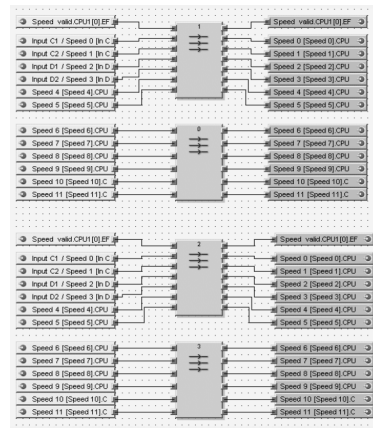 Speed valid.CPU1[0].EF 1 Speed valid.CPU1[0].EF
Input C1 / Speed 0 [In C Speed 0 [Speed 0].CPU
Input C2 / Speed 1 [In C Speed 1 [Speed 1].CPU
Input D1 / Speed 2 [In D Speed 2 [Speed 2].CPU
Input D2 / Speed 3 [In D Speed 3 [Speed 3].CPU
Speed 4 [Speed 4].CPU Speed 4 [Speed 4].CPU
Speed 5 [Speed 5].CPU Speed 5 [Speed 5].CPU
Speed 6 [Speed 6].CPU 0 Speed 6 [Speed 6].CPU
Speed 7 [Speed 7].CPU Speed 7 [Speed 7].CPU
Speed 8 [Speed 8].CPU Speed 8 [Speed 8].CPU
Speed 9 [Speed 9].CPU Speed 9 [Speed 9].CPU
Speed 10 [Speed 10].C Speed 10 [Speed 10].C
Speed 11 [Speed 11].C Speed 11 [Speed 11].C
Speed valid.CPU1[0].EF 2 Speed valid.CPU1[0].EF
Input C1 / Speed 0 [In C Speed 0 [Speed 0].CPU
Input C2 / Speed 1 [In C Speed 1 [Speed 1].CPU
Input D1 / Speed 2 [In D Speed 2 [Speed 2].CPU
Input D2 / Speed 3 [In D Speed 3 [Speed 3].CPU
Speed 4 [Speed 4].CPU Speed 4 [Speed 4].CPU
Speed 5 [Speed 5].CPU Speed 5 [Speed 5].CPU
Speed 6 [Speed 6].CPU 3 Speed 6 [Speed 6].CPU
Speed 7 [Speed 7].CPU Speed 7 [Speed 7].CPU
Speed 8 [Speed 8].CPU Speed 8 [Speed 8].CPU
Speed 9 [Speed 9].CPU Speed 9 [Speed 9].CPU
Speed 10 [Speed 10].C Speed 10 [Speed 10].C
Speed 11 [Speed 11].C Speed 11 [Speed 11].C